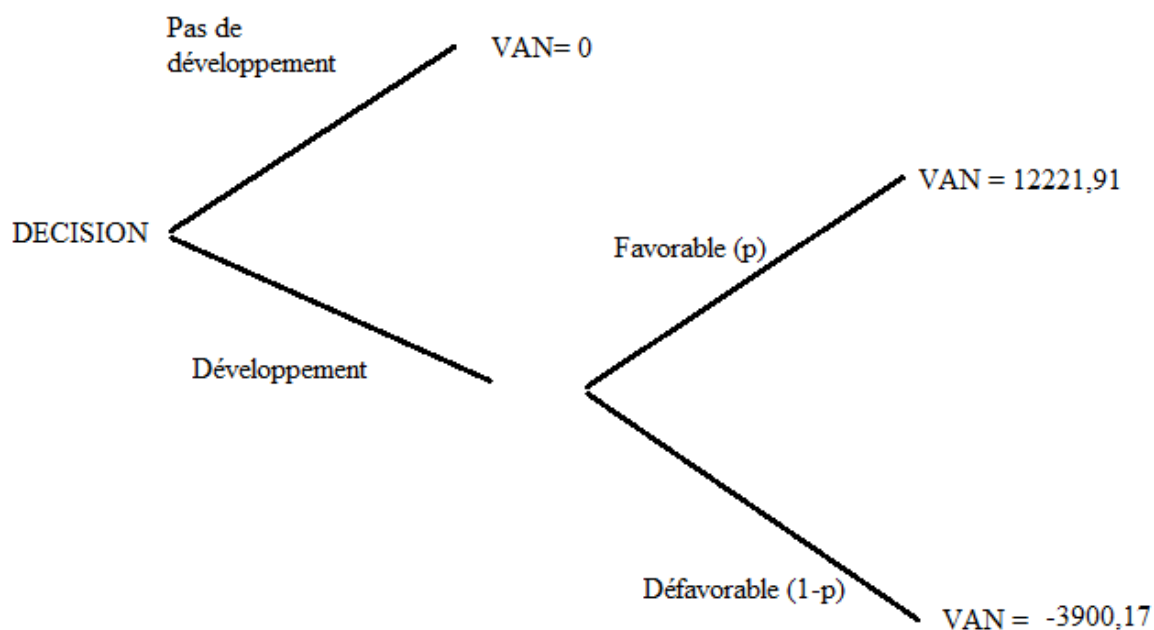 Pas de
développement
VAN= 0
VAN = 12221,91
DECISION
Favorable (p)
Développement
Défavorable (1-p)
VAN = -3900,17